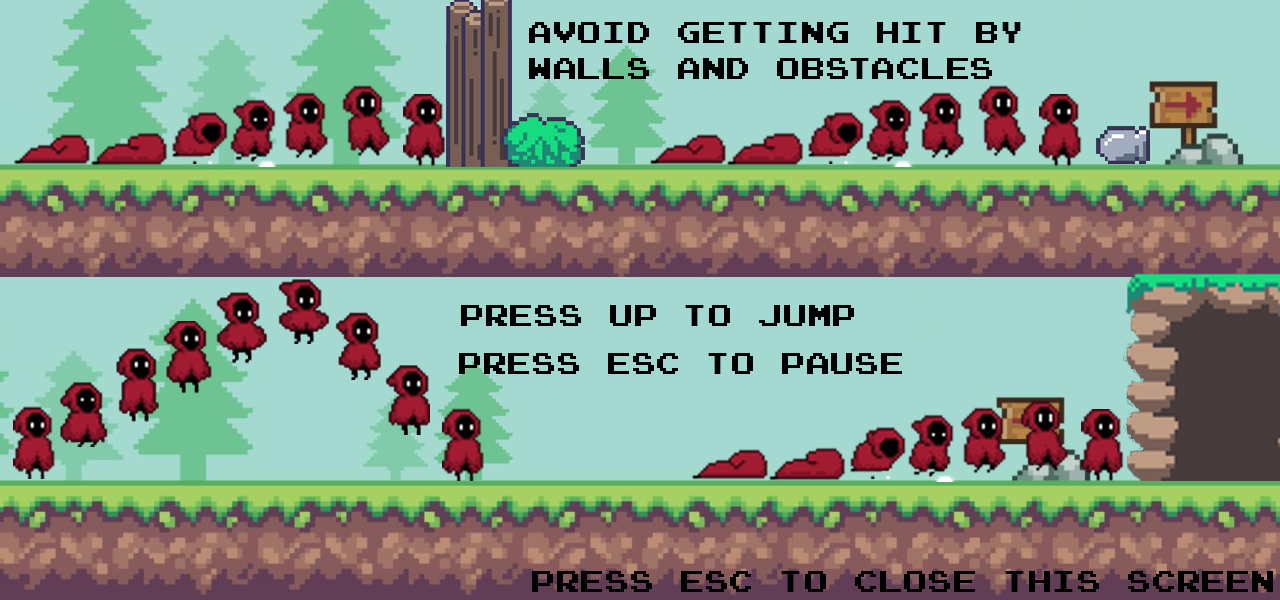 AVOID GETTING HIT BY
WALLS AND OBSTACLES
PRESS UP TO JUMP
PRESS ESC TO PAUSE
PRESS ESC TO CLOSE THIS SCREEN